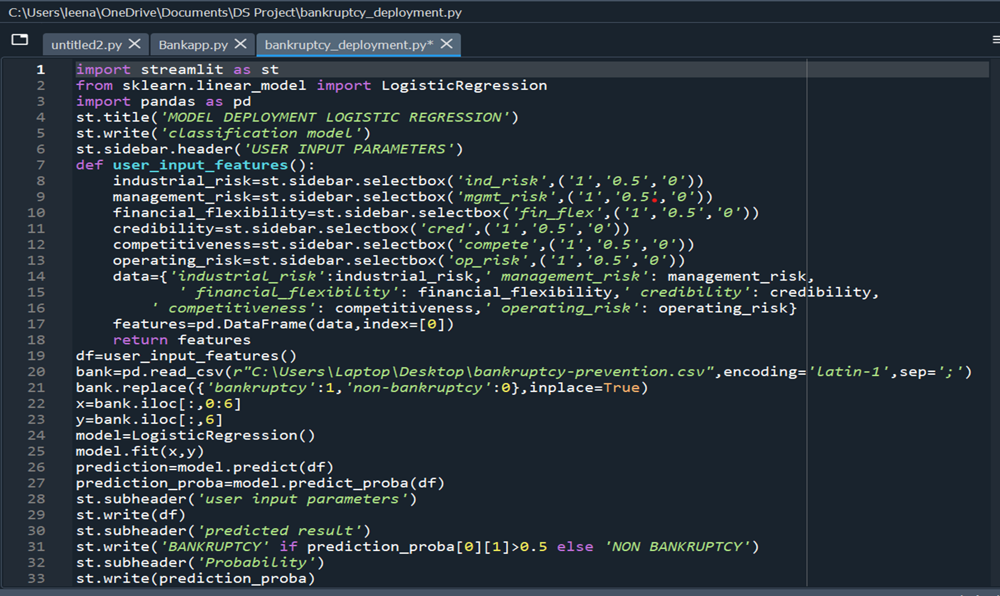 C:\Users\leena\OneDrive\Documents\DS Project\bankruptcy_deployment.py
untitled2.py Bankapp.py bankruptcy_deployment.py*
1 import streamlit as st
2 from sklearn.linear_model import LogisticRegression
3 import pandas as pd
4 st.title('MODEL DEPLOYMENT LOGISTIC REGRESSION')
5 st.write('classification model')
6 st.sidebar.header('USER INPUT PARAMETERS')
7 def user_input_features():
8     industrial_risk=st.sidebar.selectbox('ind_risk',('1','0.5','0'))
9     management_risk=st.sidebar.selectbox('mgmt_risk',('1','0.5','0'))
10     financial_flexibility=st.sidebar.selectbox('fin_flex',('1','0.5','0'))
11     credibility=st.sidebar.selectbox('cred',('1','0.5','0'))
12     competitiveness=st.sidebar.selectbox('compete',('1','0.5','0'))
13     operating_risk=st.sidebar.selectbox('op_risk',('1','0.5','0'))
14     data={'industrial_risk':industrial_risk,' management_risk': management_risk,
15            ' financial_flexibility': financial_flexibility,' credibility': credibility,
16         ' competitiveness': competitiveness,' operating_risk': operating_risk}
17     features=pd.DataFrame(data,index=[0])
18     return features
19 df=user_input_features()
20 bank=pd.read_csv(r"C:\Users\Laptop\Desktop\bankruptcy-prevention.csv",encoding='latin-1',sep=';')
21 bank.replace({'bankruptcy':1,'non-bankruptcy':0},inplace=True)
22 x=bank.iloc[:,0:6]
23 y=bank.iloc[:,6]
24 model=LogisticRegression()
25 model.fit(x,y)
26 prediction=model.predict(df)
27 prediction_proba=model.predict_proba(df)
28 st.subheader('user input parameters')
29 st.write(df)
30 st.subheader('predicted result')
31 st.write('BANKRUPTCY' if prediction_proba[0][1]>0.5 else 'NON BANKRUPTCY')
32 st.subheader('Probability')
33 st.write(prediction_proba)